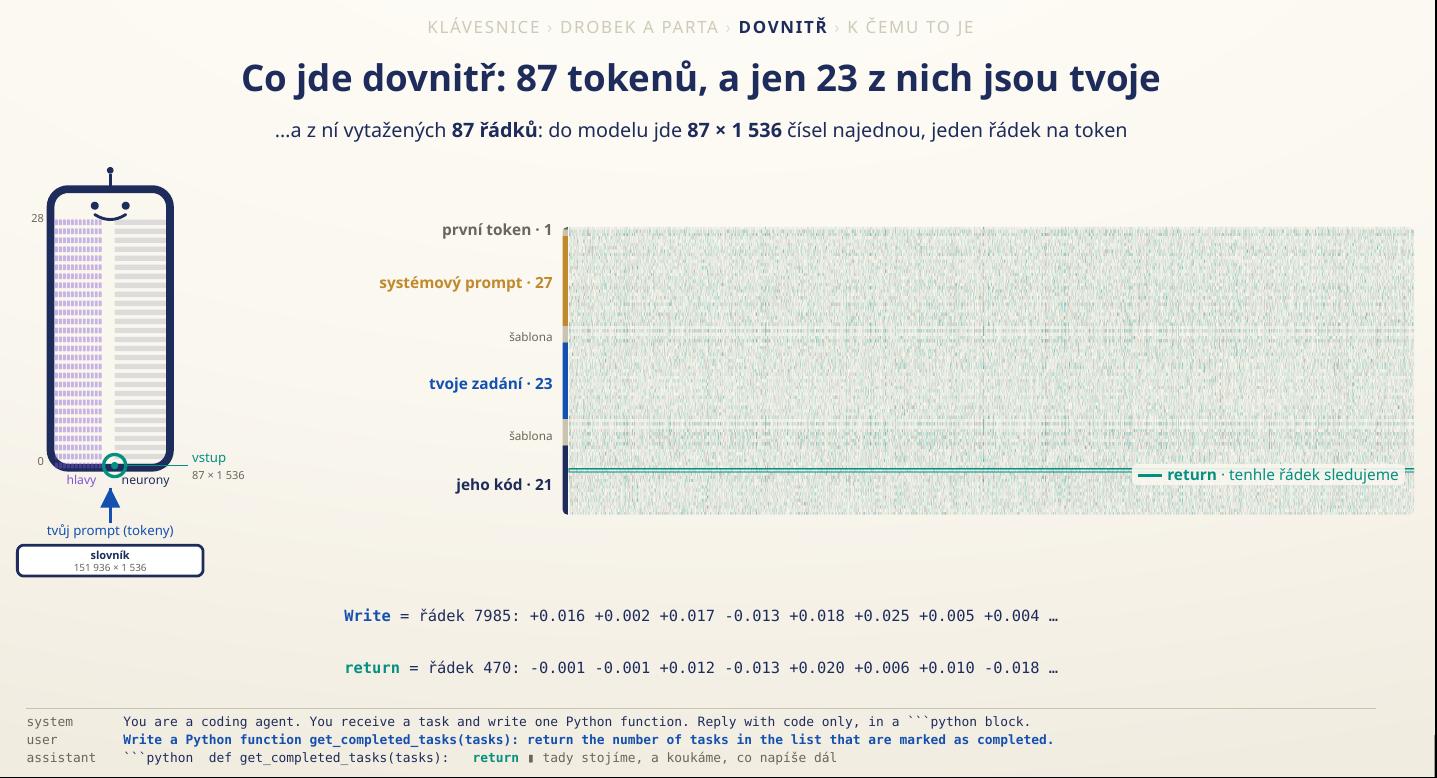 KLÁVESNICE › DROBEK A PARTA › DOVNITŘ › K ČEMU TO JE
Co jde dovnitř: 87 tokenů, a jen 23 z nich jsou tvoje
…a z ní vytažených 87 řádků: do modelu jde 87 × 1 536 čísel najednou, jeden řádek na token
28
0
hlavy
neurony
vstup
87 × 1 536
tvůj prompt (tokeny)
slovník
151 936 × 1 536
první token · 1
systémový prompt · 27
šablona
tvoje zadání · 23
šablona
jeho kód · 21
return · tenhle řádek sledujeme
Write = řádek 7985: +0.016 +0.002 +0.017 -0.013 +0.018 +0.025 +0.005 +0.004 …
return = řádek 470: -0.001 -0.001 +0.012 -0.013 +0.020 +0.006 +0.010 -0.018 …
system You are a coding agent. You receive a task and write one Python function. Reply with code only, in a ```python block.
user Write a Python function get_completed_tasks(tasks): return the number of tasks in the list that are marked as completed.
assistant ```python def get_completed_tasks(tasks): return ▮ tady stojíme, a koukáme, co napíše dál